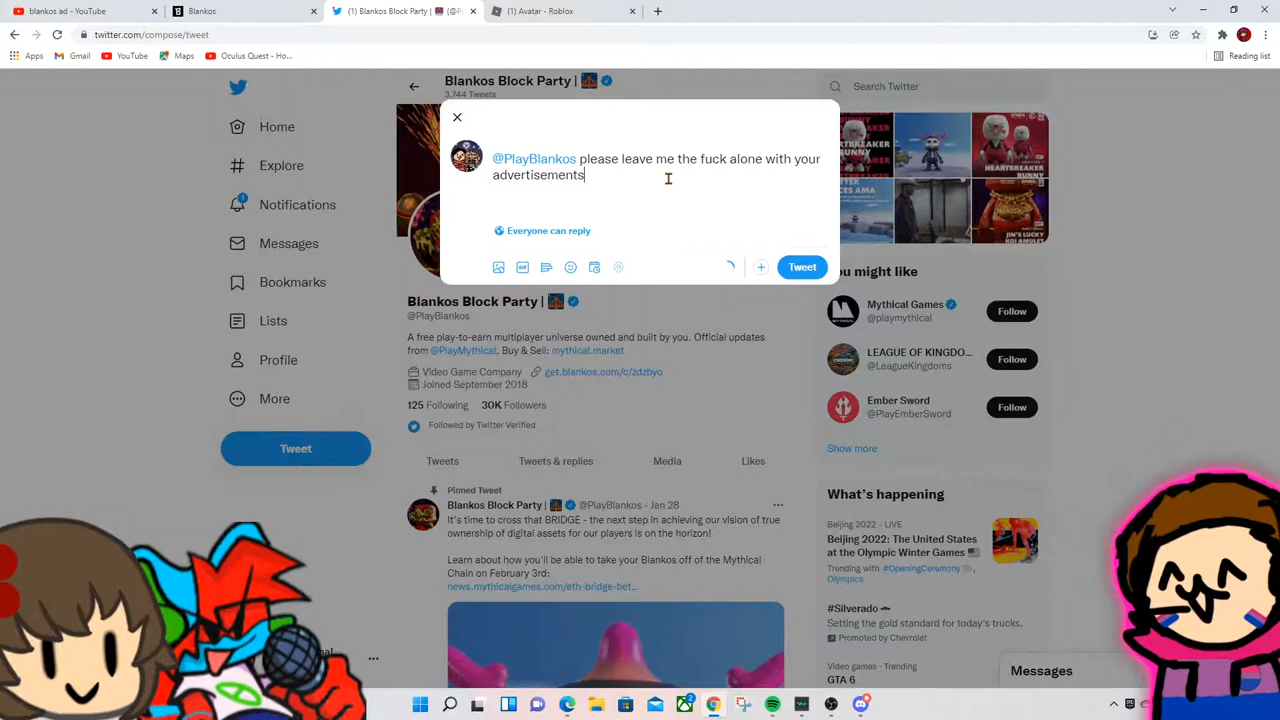 blankos ad - YouTube
Blankos
(1) Blankos Block Party |
(1) Avatar - Roblox
twitter.com/compose/tweet
Apps
Gmail
YouTube
Maps
Oculus Quest - Ho...
Reading list
Blankos Block Party |
3,744 Tweets
Search Twitter
Home
Explore
Notifications
1
Messages
Bookmarks
Lists
Profile
More
Tweet
@PlayBlankos please leave me the fuck alone with your
advertisements
Everyone can reply
Tweet
Blankos Block Party |
@PlayBlankos
A free play-to-earn multiplayer universe owned and built by you. Official updates
from @PlayMythical. Buy & Sell: mythical.market
Video Game Company
get.blankos.com/c/zdzbyo
Joined September 2018
125 Following
30K Followers
Followed by Twitter Verified
Tweets
Tweets & replies
Media
Likes
Pinned Tweet
Blankos Block Party | @PlayBlankos · Jan 28
It's time to cross that BRIDGE - the next step in achieving our vision of true
ownership of digital assets for our players is on the horizon!
Learn about how you'll be able to take your Blankos off of the Mythical
Chain on February 3rd:
news.mythicalgames.com/eth-bridge-bet...
HEARTBREAKER
BUNNY
JIN'S LUCKY
KOI AMULET
You might like
Mythical Games
@playmythical
Follow
LEAGUE OF KINGDO...
@LeagueKingdoms
Follow
Ember Sword
@PlayEmberSword
Follow
Show more
What's happening
Beijing 2022 - LIVE
Beijing 2022: The United States
at the Olympic Winter Games
Trending with #OpeningCeremony,
Olympics
#Silverado
Setting the gold standard for today's trucks.
Promoted by Chevrolet
Video games · Trending
GTA 6
Messages
2